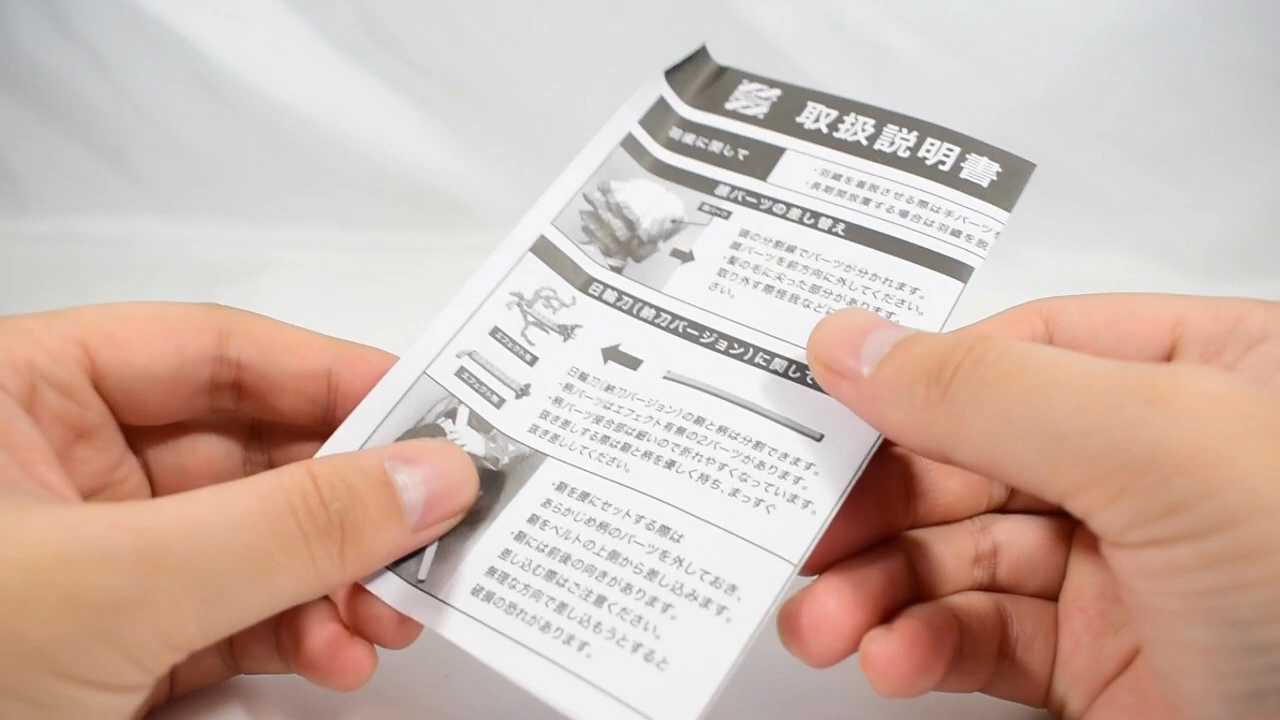 取扱説明書
羽織に関して
・羽織を着脱させる際は手パーツを
・長期間放置する場合は羽織を脱
頭パーツの差し替え
頭の分割線でパーツが分かれます。
頭パーツを前方向に外してください。
・髪の毛に尖った部分があります。
取り外す際怪我などに
さい。
日輪刀(納刀バージョン)に関して
エフェクト有
エフェクト無
日輪刀(納刀バージョン)の鞘と柄は分割できます。
・柄パーツはエフェクト有無の2パーツがあります。
・柄パーツ接合部は細いので折れやすくなっています。
抜き差しする際は鞘と柄を優しく持ち、まっすぐ
抜き差ししてください。
・鞘を腰にセットする際は
あらかじめ柄のパーツを外しておき、
鞘をベルトの上側から差し込みます。
・鞘には前後の向きがあります。
差し込む際はご注意ください。
無理な方向で差し込もうとすると
破損の恐れがあります。